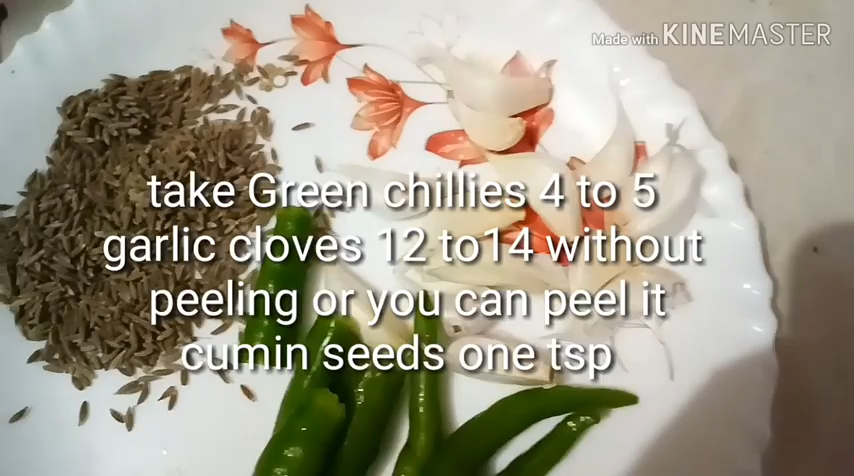 Made with KINEMASTER
take Green chillies 4 to 5
garlic cloves 12 to14 without
peeling or you can peel it
cumin seeds one tsp